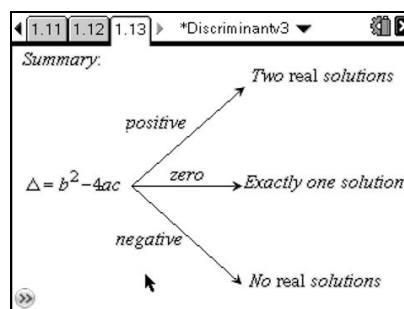 1.11 1.12 1.13 *Discriminantv3
Summary:
Two real solutions
positive
Δ = b²−4ac
zero
Exactly one solution
negative
No real solutions